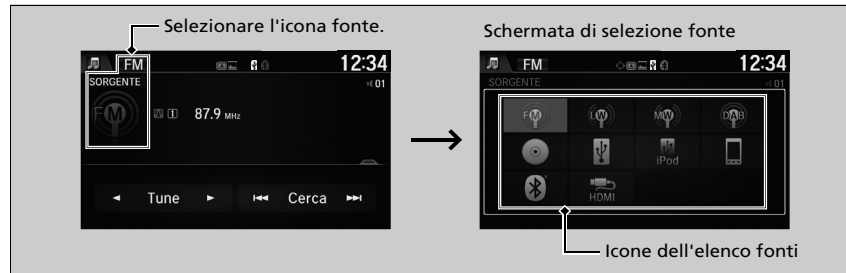 Selezionare l'icona fonte.
FM
12:34
SORGENTE
01
FM
1
87.9 MHz
Tune
Cerca
Schermata di selezione fonte
FM
12:34
SORGENTE
01
FM
LW
MW
DAB
iPod
HDMI
Icone dell'elenco fonti